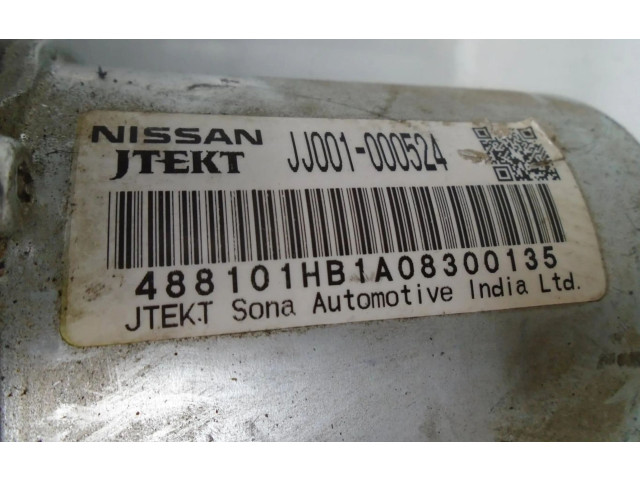 NISSAN
JTEKT JJ001-000524
488101HB1A08300135
JTEKT Sona Automotive India Ltd.